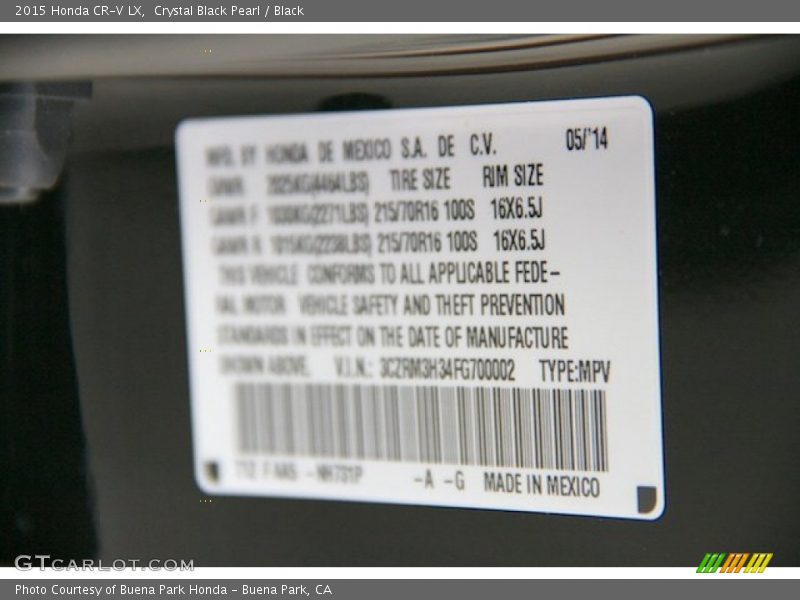 2015 Honda CR-V LX,  Crystal Black Pearl / Black
MFD. BY HONDA DE MEXICO S.A. DE C.V. 05/'14
GVWR 2025KG(4464LBS) TIRE SIZE RIM SIZE
GAWR F 1030KG(2271LBS) 215/70R16 100S 16X6.5J
GAWR R 1015KG(2238LBS) 215/70R16 100S 16X6.5J
THIS VEHICLE CONFORMS TO ALL APPLICABLE FEDE-
RAL MOTOR VEHICLE SAFETY AND THEFT PREVENTION
STANDARDS IN EFFECT ON THE DATE OF MANUFACTURE
SHOWN ABOVE. V.I.N.: 3CZRM3H34FG700002 TYPE:MPV
NH731P -A -G MADE IN MEXICO
GTCARLOT.COM
Photo Courtesy of Buena Park Honda - Buena Park, CA